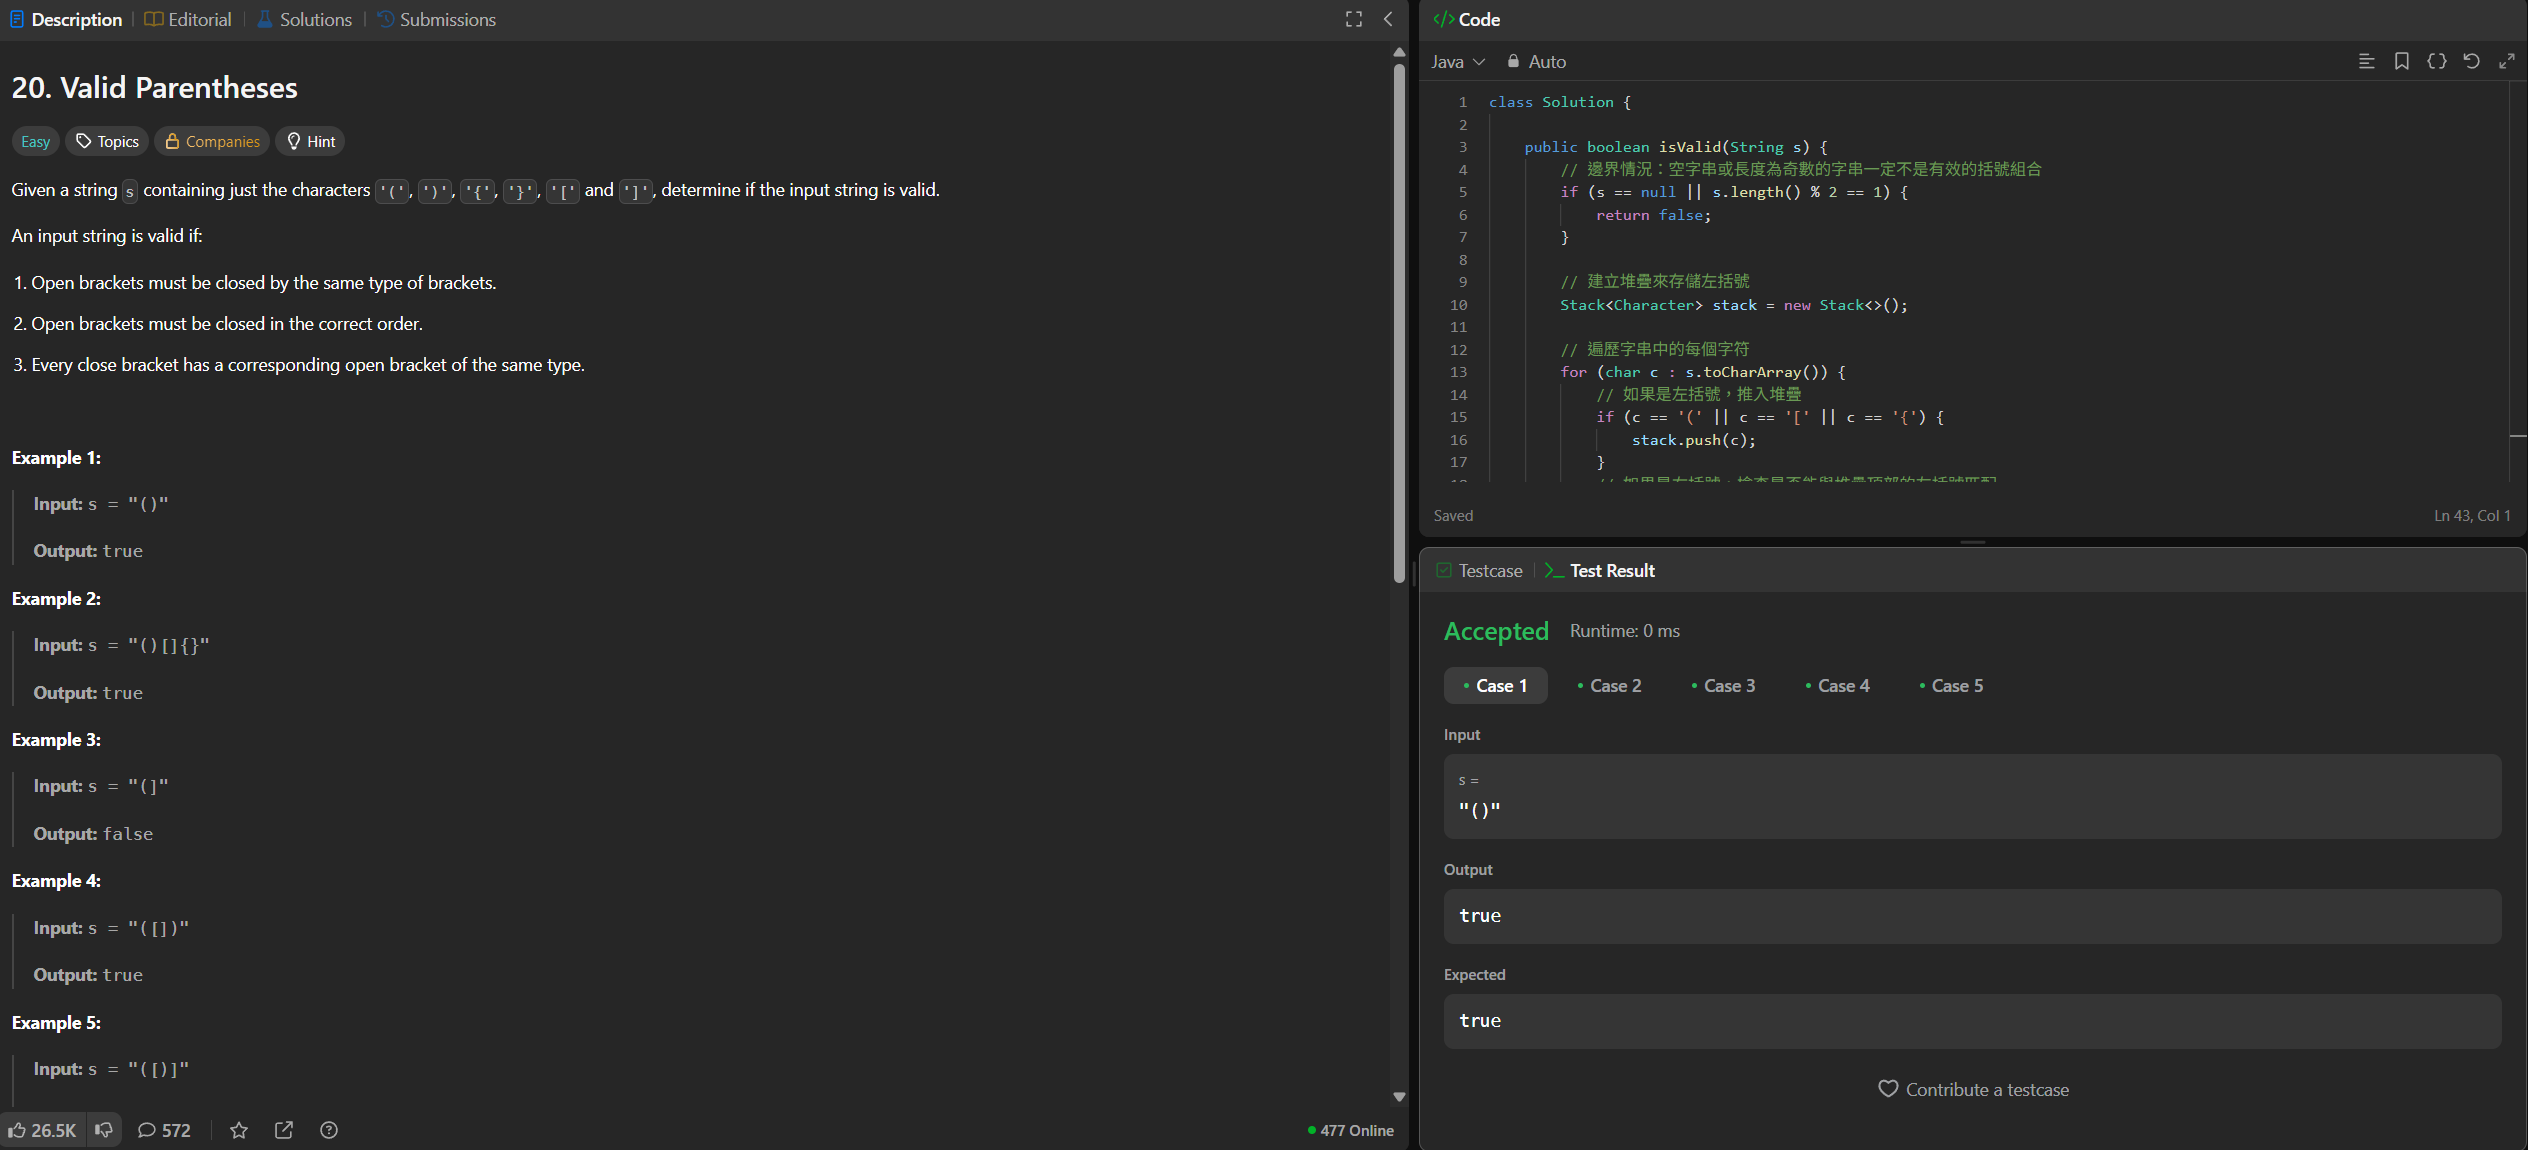 Description | Editorial | Solutions | Submissions
20. Valid Parentheses
Easy Topics Companies Hint
Given a string s containing just the characters '(', ')', '{', '}', '[' and ']', determine if the input string is valid.
An input string is valid if:
1. Open brackets must be closed by the same type of brackets.
2. Open brackets must be closed in the correct order.
3. Every close bracket has a corresponding open bracket of the same type.
Example 1:
Input: s = "()"
Output: true
Example 2:
Input: s = "()[]{}"
Output: true
Example 3:
Input: s = "(]"
Output: false
Example 4:
Input: s = "([])"
Output: true
Example 5:
Input: s = "([)]"
26.5K 572
477 Online
</> Code
Java Auto
1 class Solution {
2
3 public boolean isValid(String s) {
4 // 邊界情況：空字串或長度為奇數的字串一定不是有效的括號組合
5 if (s == null || s.length() % 2 == 1) {
6 return false;
7 }
8
9 // 建立堆疊來存儲左括號
10 Stack<Character> stack = new Stack<>();
11
12 // 遍歷字串中的每個字符
13 for (char c : s.toCharArray()) {
14 // 如果是左括號，推入堆疊
15 if (c == '(' || c == '[' || c == '{') {
16 stack.push(c);
17 }
Saved
Ln 43, Col 1
Testcase | >_ Test Result
Accepted Runtime: 0 ms
Case 1 Case 2 Case 3 Case 4 Case 5
Input
s =
"()"
Output
true
Expected
true
Contribute a testcase